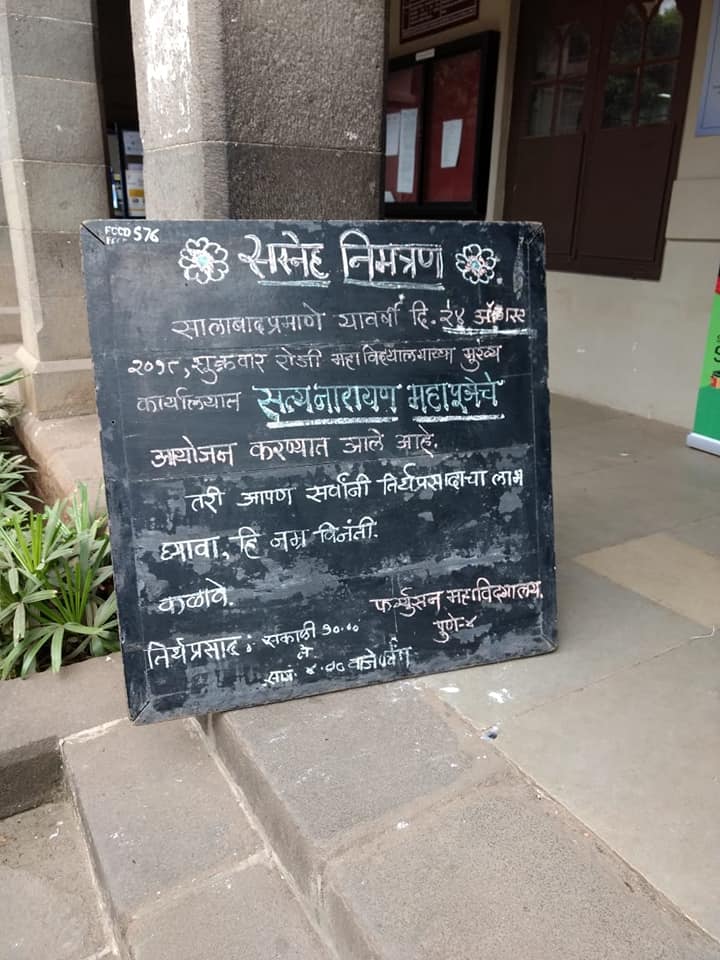 FCCD 576
सस्नेह निमंत्रण
सालाबादप्रमाणे यावर्षी दि. २४ ऑगस्ट
२०१८, शुक्रवार रोजी महाविद्यालयाच्या मुख्य
कार्यालयात सत्यनारायण महापूजेचे
आयोजन करण्यात आले आहे.
तरी आपण सर्वांनी तिर्थप्रसादाचा लाभ
घ्यावा, हि नम्र विनंती.
कळावे.
फर्ग्युसन महाविद्यालय,
पुणे-४
तिर्थप्रसाद: सकाळी १०.००
ते
सायं. ४.०० वाजेपर्यंत